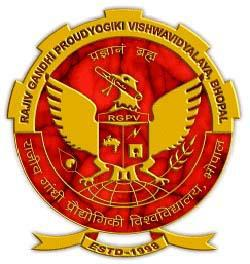 RAJIV GANDHI PROUDYOGIKI VISHWAVIDYALAYA, BHOPAL
प्रज्ञानं ब्रह्म
RGPV
राजीव गांधी प्रौद्योगिकी विश्वविद्यालय, भोपाल
ESTD-1998